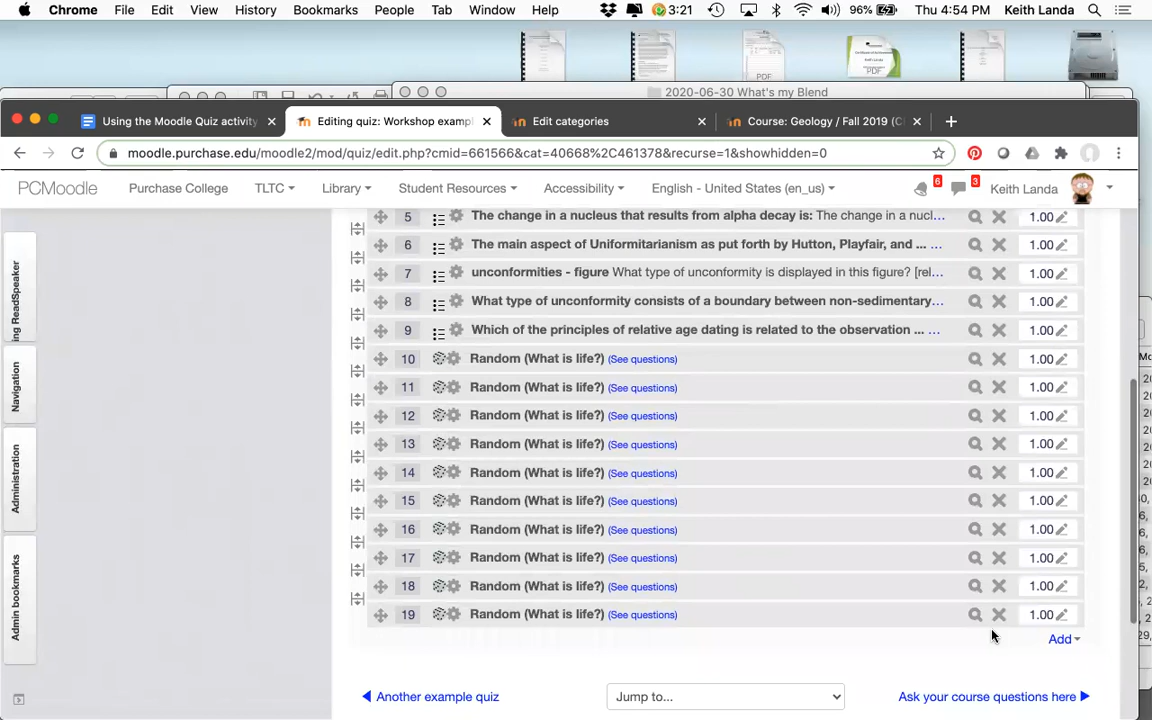 Chrome File Edit View History Bookmarks People Tab Window Help 3:21 96% Thu 4:54 PM Keith Landa
PDF
PDF
2020-06-30 What's my Blend
Using the Moodle Quiz activity
Editing quiz: Workshop exampl
Edit categories
Course: Geology / Fall 2019 (C
moodle.purchase.edu/moodle2/mod/quiz/edit.php?cmid=661566&cat=40668%2C461378&recurse=1&showhidden=0
PCMoodle Purchase College TLTC Library Student Resources Accessibility English - United States (en_us) 6 3 Keith Landa
ng ReadSpeaker
Navigation
Administration
Admin bookmarks
5 The change in a nucleus that results from alpha decay is: The change in a nucl... 1.00
6 The main aspect of Uniformitarianism as put forth by Hutton, Playfair, and ... ... 1.00
7 unconformities - figure What type of unconformity is displayed in this figure? [rel... 1.00
8 What type of unconformity consists of a boundary between non-sedimentary... 1.00
9 Which of the principles of relative age dating is related to the observation ... ... 1.00
10 Random (What is life?) (See questions) 1.00
11 Random (What is life?) (See questions) 1.00
12 Random (What is life?) (See questions) 1.00
13 Random (What is life?) (See questions) 1.00
14 Random (What is life?) (See questions) 1.00
15 Random (What is life?) (See questions) 1.00
16 Random (What is life?) (See questions) 1.00
17 Random (What is life?) (See questions) 1.00
18 Random (What is life?) (See questions) 1.00
19 Random (What is life?) (See questions) 1.00
Add
Another example quiz
Jump to...
Ask your course questions here